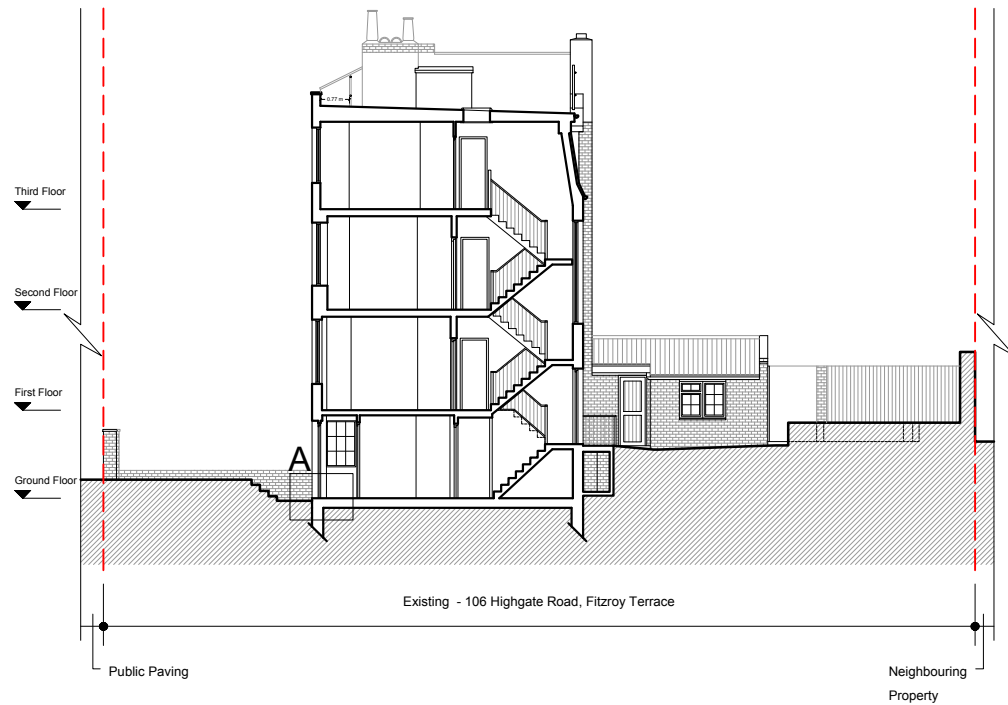 0.77 m
Third Floor
Second Floor
First Floor
A
Ground Floor
Existing - 106 Highgate Road, Fitzroy Terrace
Public Paving
Neighbouring
Property